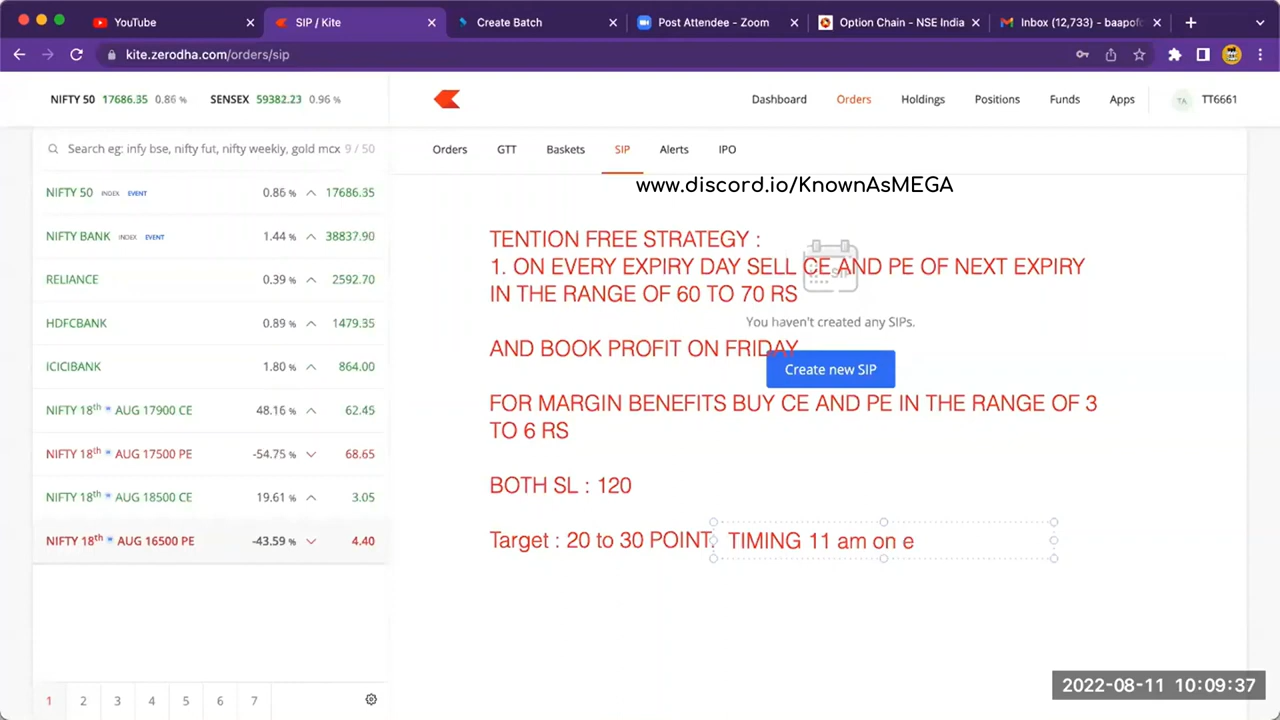 YouTube
SIP / Kite
Create Batch
Post Attendee - Zoom
Option Chain - NSE India
Inbox (12,733) - baapofc
kite.zerodha.com/orders/sip
NIFTY 50 17686.35 0.86 % SENSEX 59382.23 0.96 %
Dashboard Orders Holdings Positions Funds Apps TA TT6661
Search eg: infy bse, nifty fut, nifty weekly, gold mcx 9 / 50
Orders GTT Baskets SIP Alerts IPO
www.discord.io/KnownAsMEGA
NIFTY 50 INDEX EVENT 0.86 % 17686.35
NIFTY BANK INDEX EVENT 1.44 % 38837.90
RELIANCE 0.39 % 2592.70
HDFCBANK 0.89 % 1479.35
ICICIBANK 1.80 % 864.00
NIFTY 18th w AUG 17900 CE 48.16 % 62.45
NIFTY 18th w AUG 17500 PE -54.75 % 68.65
NIFTY 18th w AUG 18500 CE 19.61 % 3.05
NIFTY 18th w AUG 16500 PE -43.59 % 4.40
TENTION FREE STRATEGY :
1. ON EVERY EXPIRY DAY SELL CE AND PE OF NEXT EXPIRY
IN THE RANGE OF 60 TO 70 RS
SIP
You haven't created any SIPs.
AND BOOK PROFIT ON FRIDAY
Create new SIP
FOR MARGIN BENEFITS BUY CE AND PE IN THE RANGE OF 3
TO 6 RS
BOTH SL : 120
Target : 20 to 30 POINT TIMING 11 am on e
1 2 3 4 5 6 7
2022-08-11 10:09:37